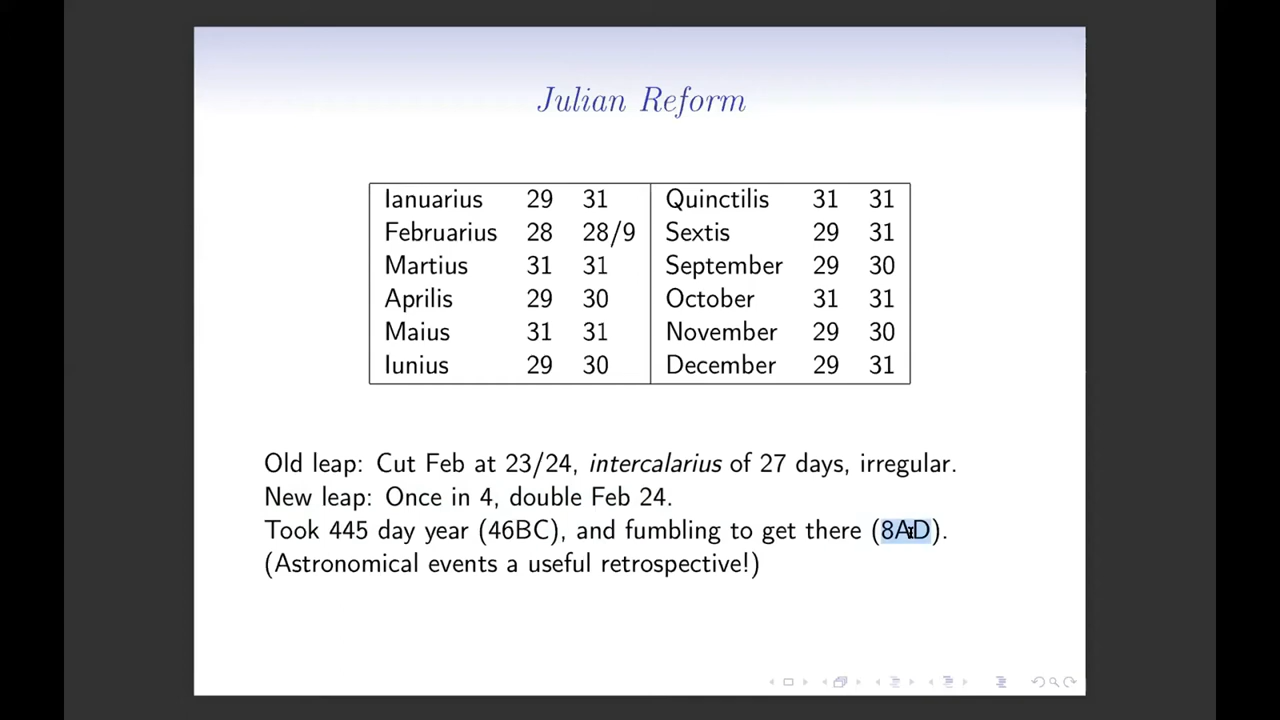 Julian Reform
Ianuarius 29 31 Quinctilis 31 31
Februarius 28 28/9 Sextis 29 31
Martius 31 31 September 29 30
Aprilis 29 30 October 31 31
Maius 31 31 November 29 30
Iunius 29 30 December 29 31
Old leap: Cut Feb at 23/24, intercalarius of 27 days, irregular.
New leap: Once in 4, double Feb 24.
Took 445 day year (46BC), and fumbling to get there (8AD).
(Astronomical events a useful retrospective!)